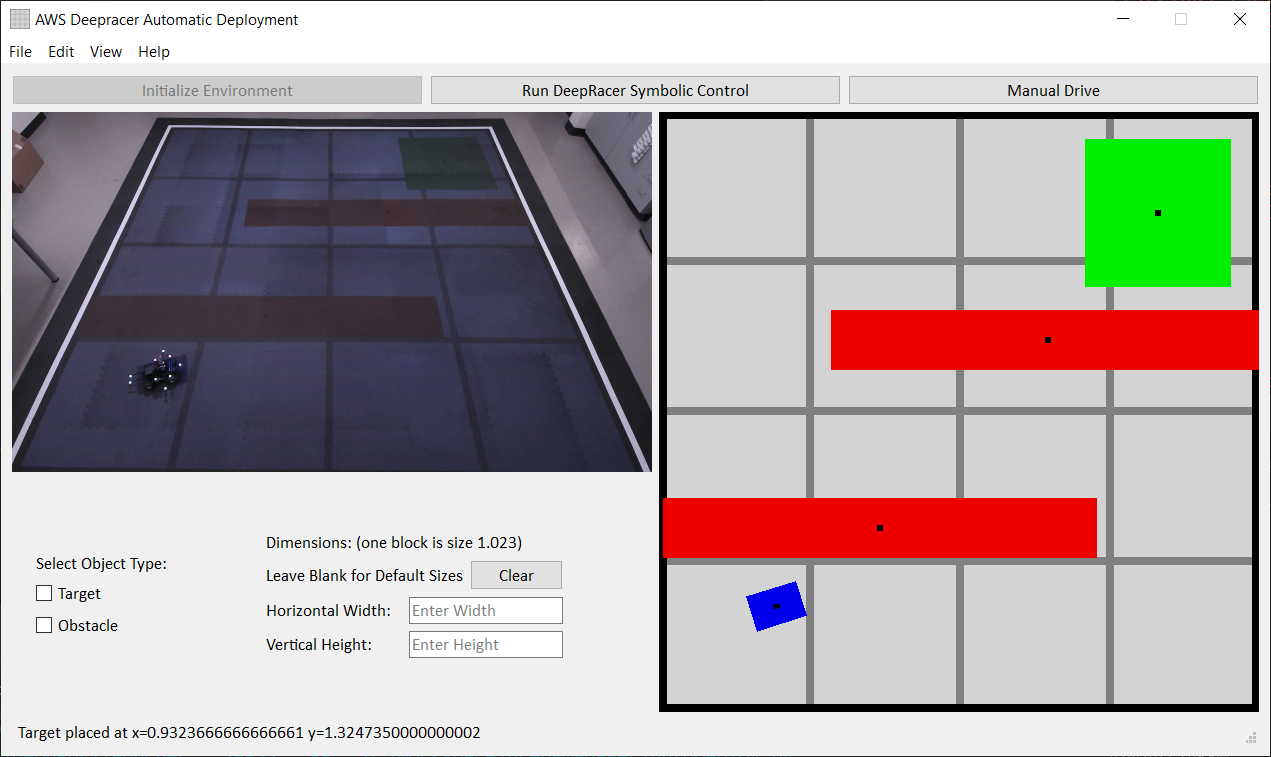 AWS Deepracer Automatic Deployment
File Edit View Help
Initialize Environment Run DeepRacer Symbolic Control Manual Drive
Dimensions: (one block is size 1.023)
Select Object Type:
Leave Blank for Default Sizes Clear
Target
Horizontal Width: Enter Width
Obstacle
Vertical Height: Enter Height
Target placed at x=0.9323666666666661 y=1.3247350000000002